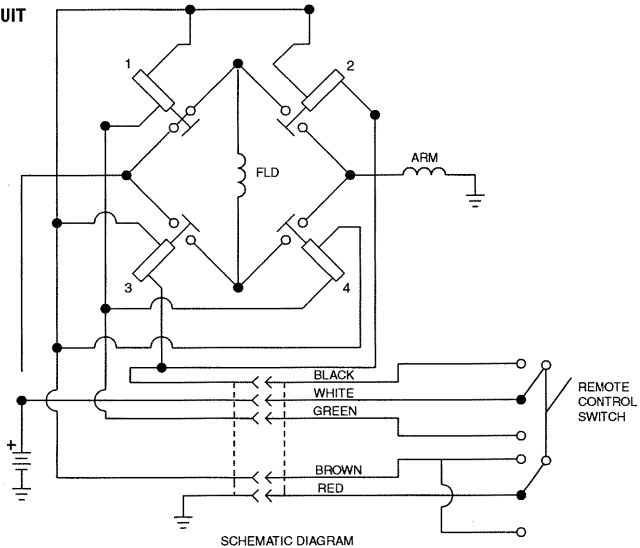 UIT
1
2
ARM
FLD
3
4
BLACK
WHITE
GREEN
REMOTE
CONTROL
SWITCH
+
BROWN
RED
SCHEMATIC DIAGRAM